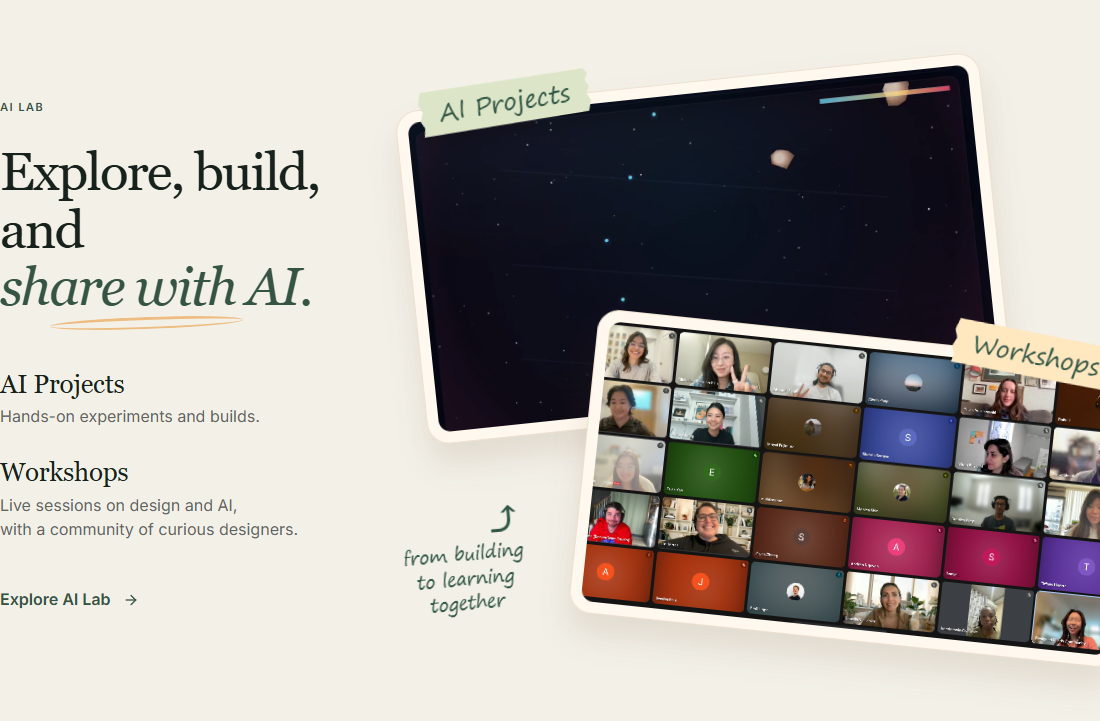 AI LAB
Explore, build,
and
share with AI.
AI Projects
Hands-on experiments and builds.
Workshops
Live sessions on design and AI,
with a community of curious designers.
Explore AI Lab →
AI Projects
Workshops
from building
to learning
together
S
E
S
A
S
T
A
J